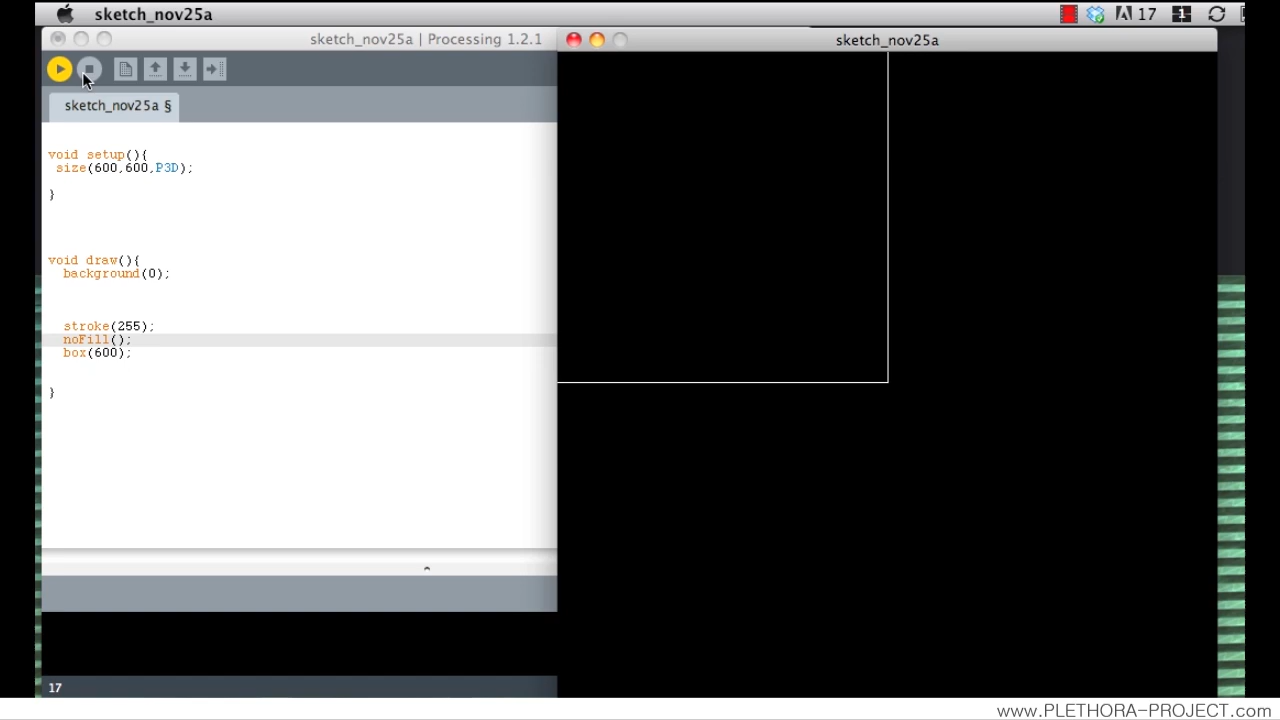 sketch_nov25a
17
1
sketch_nov25a | Processing 1.2.1
sketch_nov25a
sketch_nov25a §
void setup(){
size(600,600,P3D);
}
void draw(){
background(0);
stroke(255);
noFill();
box(600);
}
17
www.PLETHORA-PROJECT.com